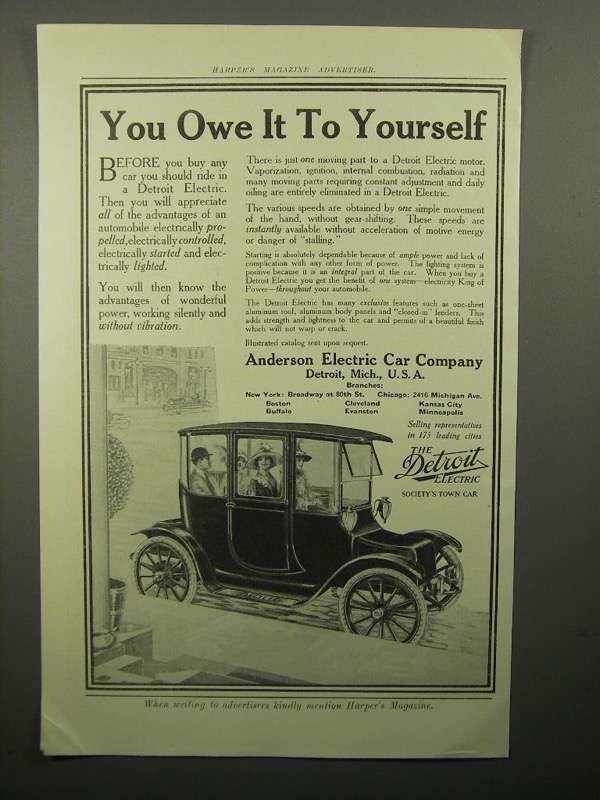 HARPER'S MAGAZINE ADVERTISER.
You Owe It To Yourself
BEFORE you buy any
car you should ride in
a Detroit Electric.
Then you will appreciate
all of the advantages of an
automobile electrically pro-
pelled, electrically controlled,
electrically started and elec-
trically lighted.
You will then know the
advantages of wonderful
power, working silently and
without vibration.
There is just one moving part to a Detroit Electric motor.
Vaporization, ignition, internal combustion, radiation and
many moving parts requiring constant adjustment and daily
oiling are entirely eliminated in a Detroit Electric.
The various speeds are obtained by one simple movement
of the hand, without gear-shifting. These speeds are
instantly available without acceleration of motive energy
or danger of "stalling."
Starting is absolutely dependable because of ample power and lack of
complication with any other form of power. The lighting system is
positive because it is an integral part of the car. When you buy a
Detroit Electric you get the benefit of one system—electricity King of
Power—throughout your automobile.
The Detroit Electric has many exclusive features such as one-sheet
aluminum roof, aluminum body panels and "closed-in" fenders. This
adds strength and lightness to the car and permits of a beautiful finish
which will not warp or crack.
Illustrated catalog sent upon request.
Anderson Electric Car Company
Detroit, Mich., U.S.A.
Branches:
New York: Broadway at 80th St. Chicago: 2416 Michigan Ave.
Boston Cleveland Kansas City
Buffalo Evanston Minneapolis
Selling representatives
in 175 leading cities
THE
Detroit
ELECTRIC
SOCIETY'S TOWN CAR
When writing to advertisers kindly mention Harper's Magazine.